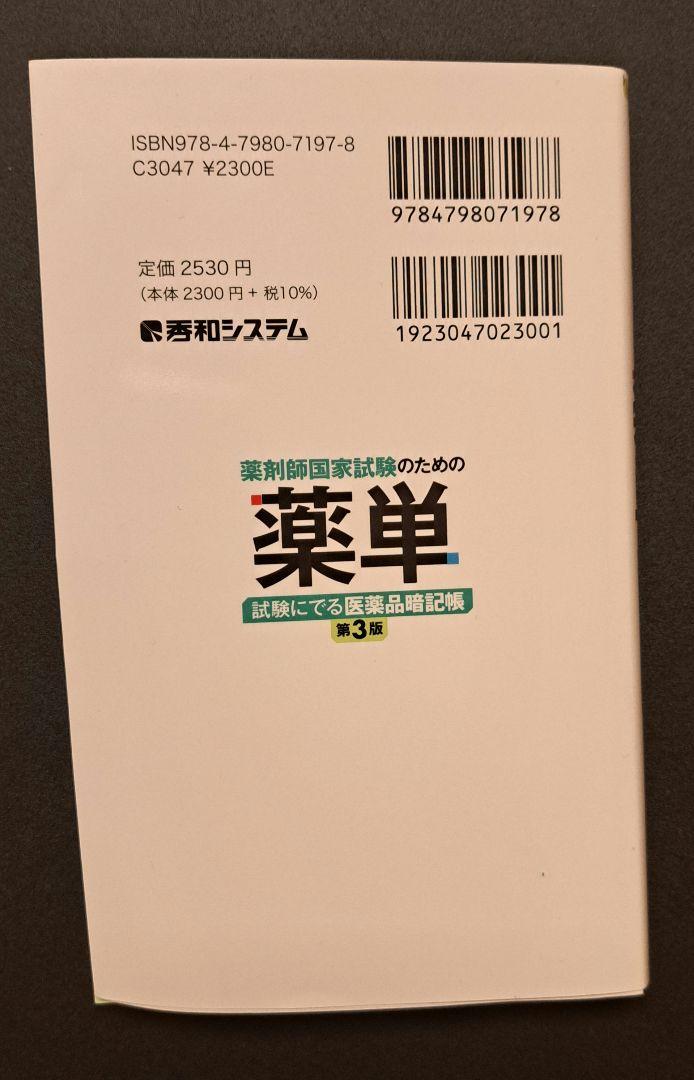 ISBN978-4-7980-7197-8
C3047 ¥2300E
9784798071978
定価 2530 円
(本体 2300 円 + 税10%)
秀和システム
1923047023001
薬剤師国家試験のための
薬単
試験にでる医薬品暗記帳
第3版